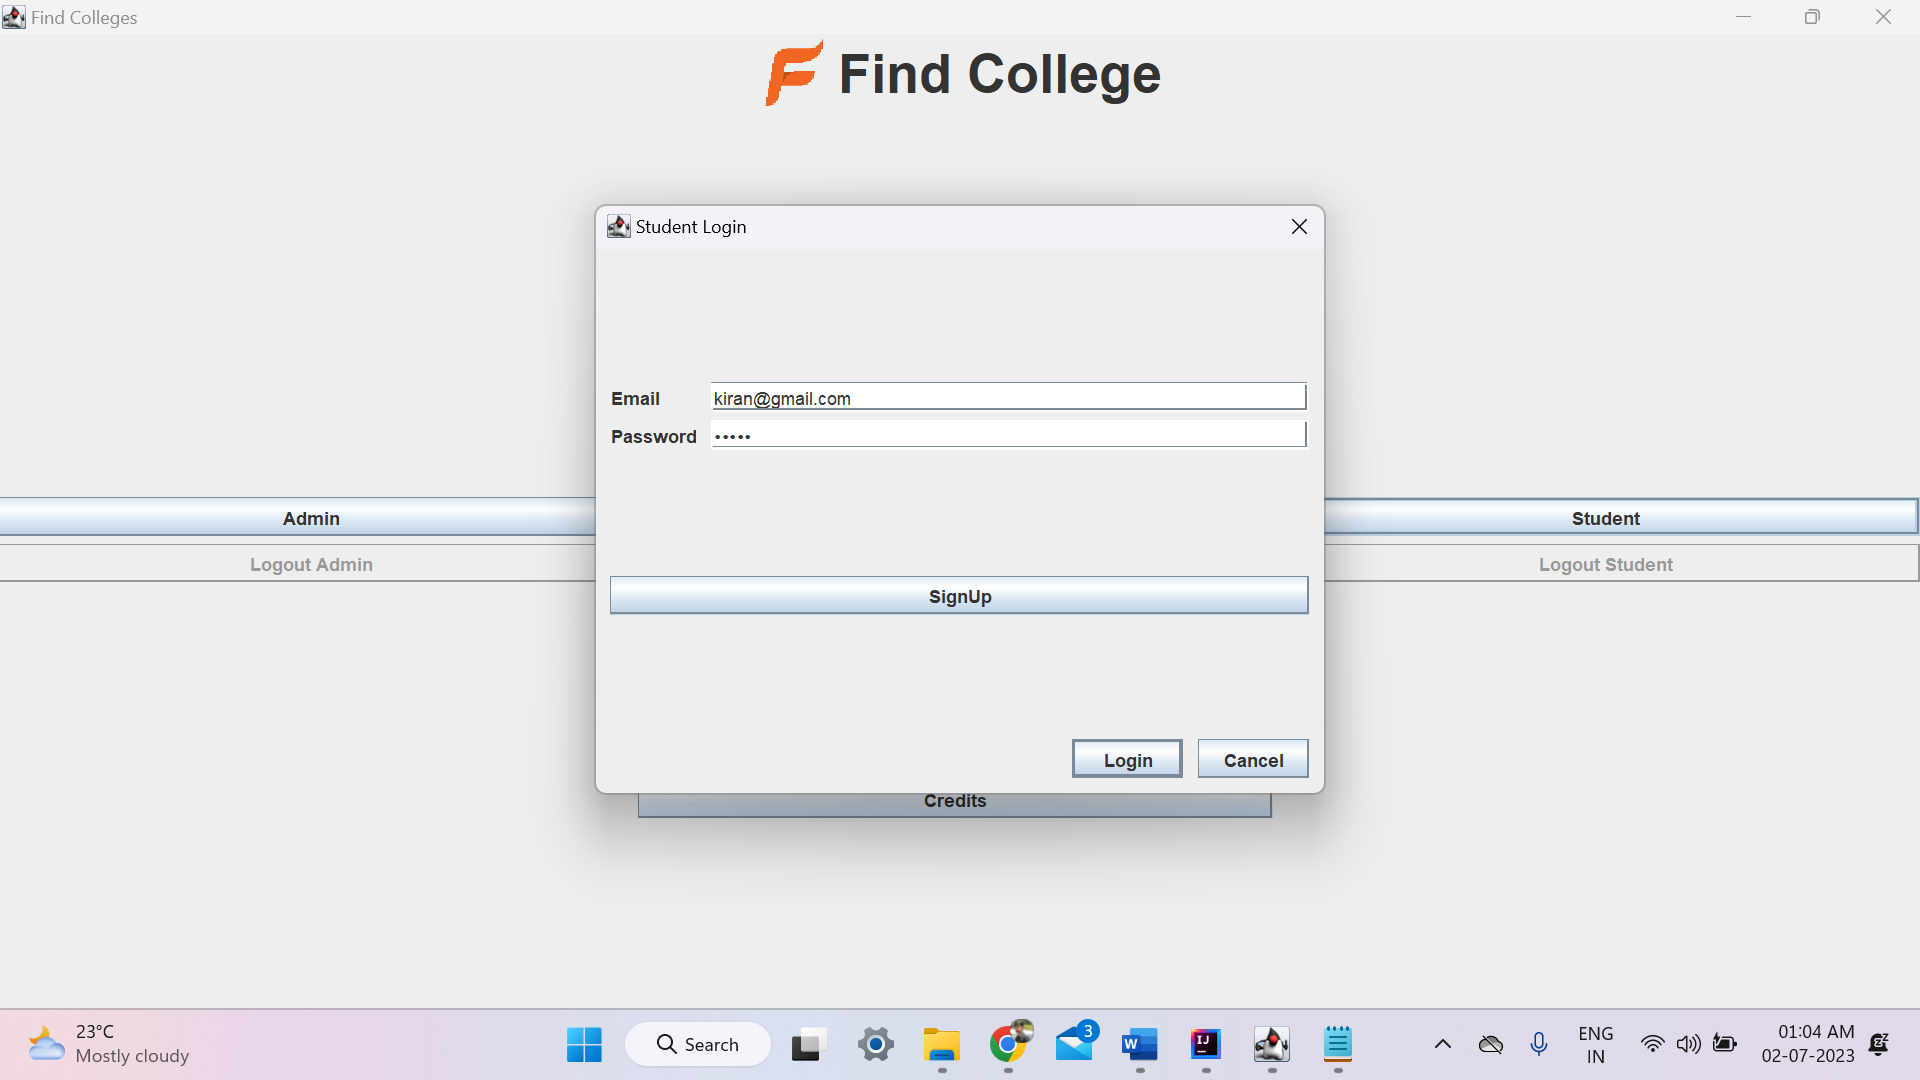 Find Colleges
Find College
Student Login
Email kiran@gmail.com
Password •••••
Admin
Student
Logout Admin
Logout Student
SignUp
Login Cancel
Credits
23°C
Mostly cloudy
Search
3
W
IJ
ENG
IN
01:04 AM
02-07-2023